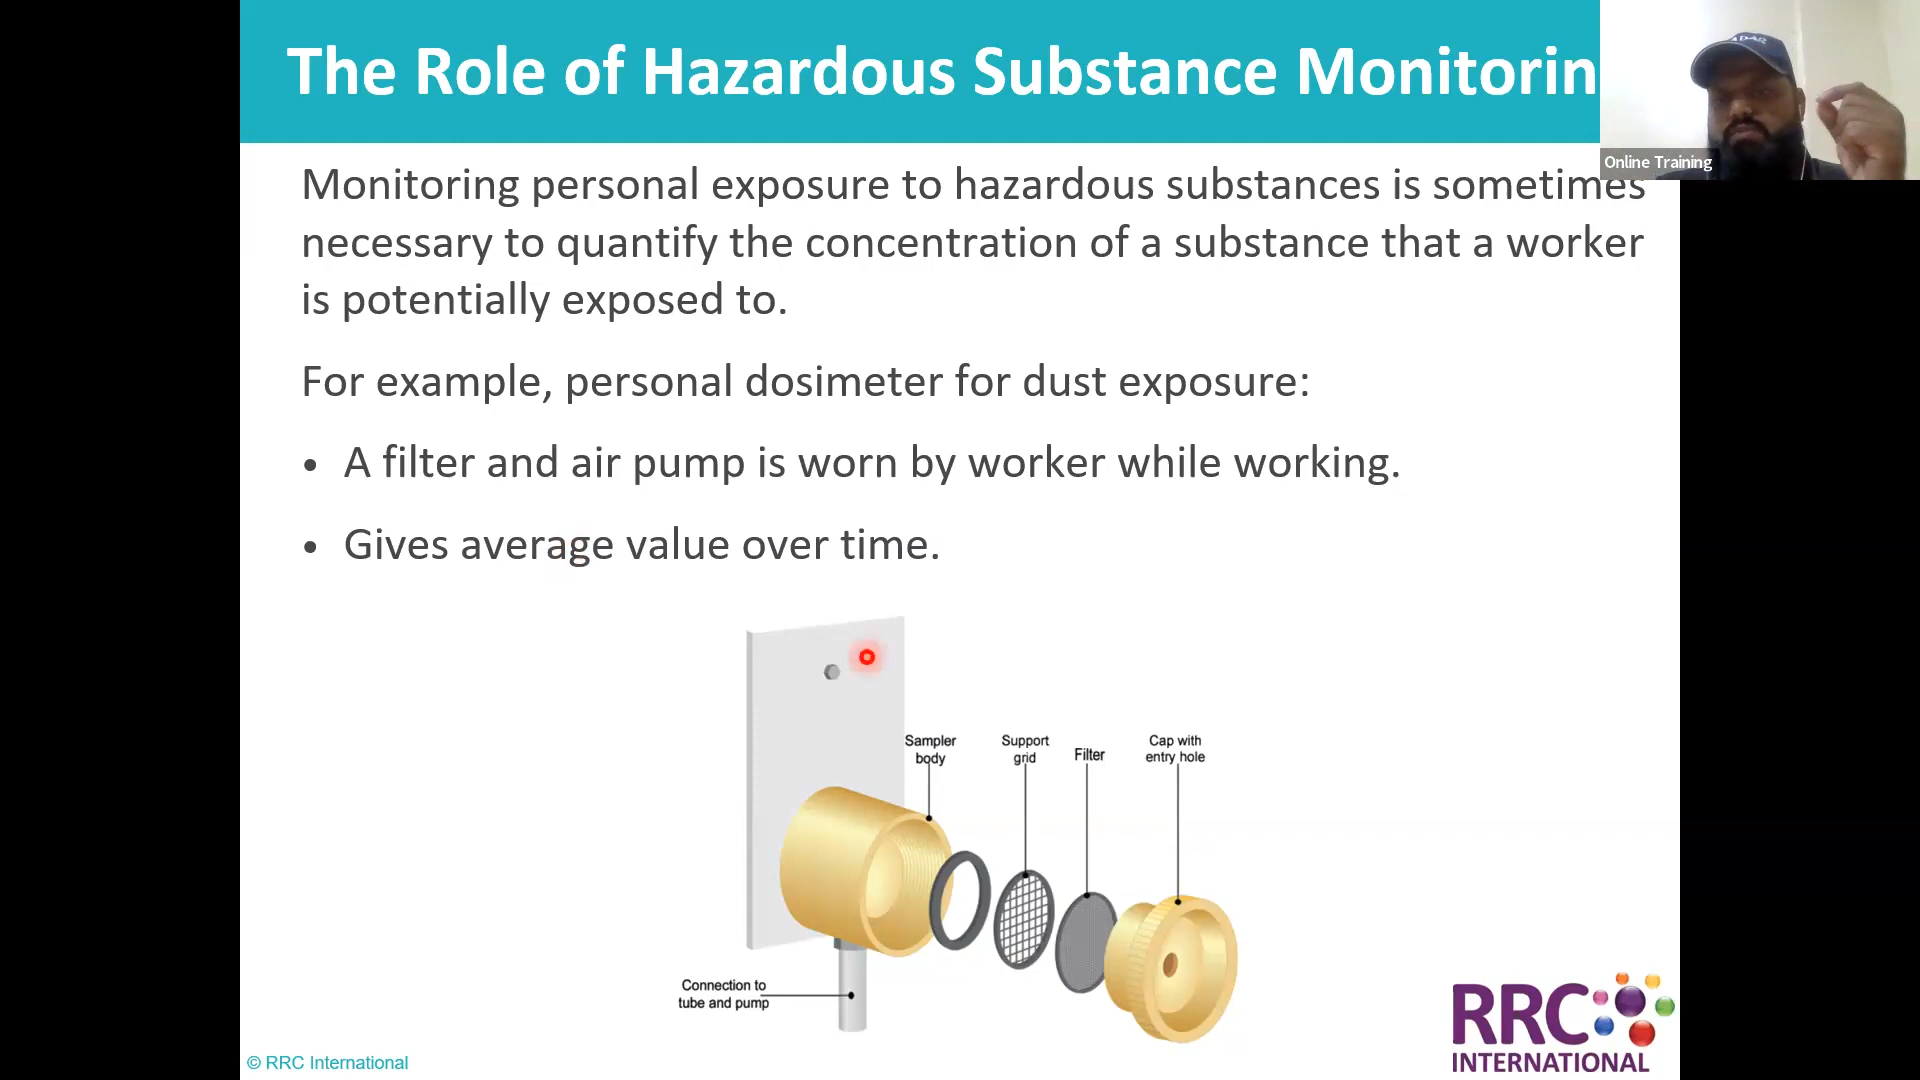 The Role of Hazardous Substance Monitorin
Online Training
Monitoring personal exposure to hazardous substances is sometimes
necessary to quantify the concentration of a substance that a worker
is potentially exposed to.
For example, personal dosimeter for dust exposure:
• A filter and air pump is worn by worker while working.
• Gives average value over time.
Sampler
body
Support
grid
Filter
Cap with
entry hole
Connection to
tube and pump
RRC
INTERNATIONAL
© RRC International